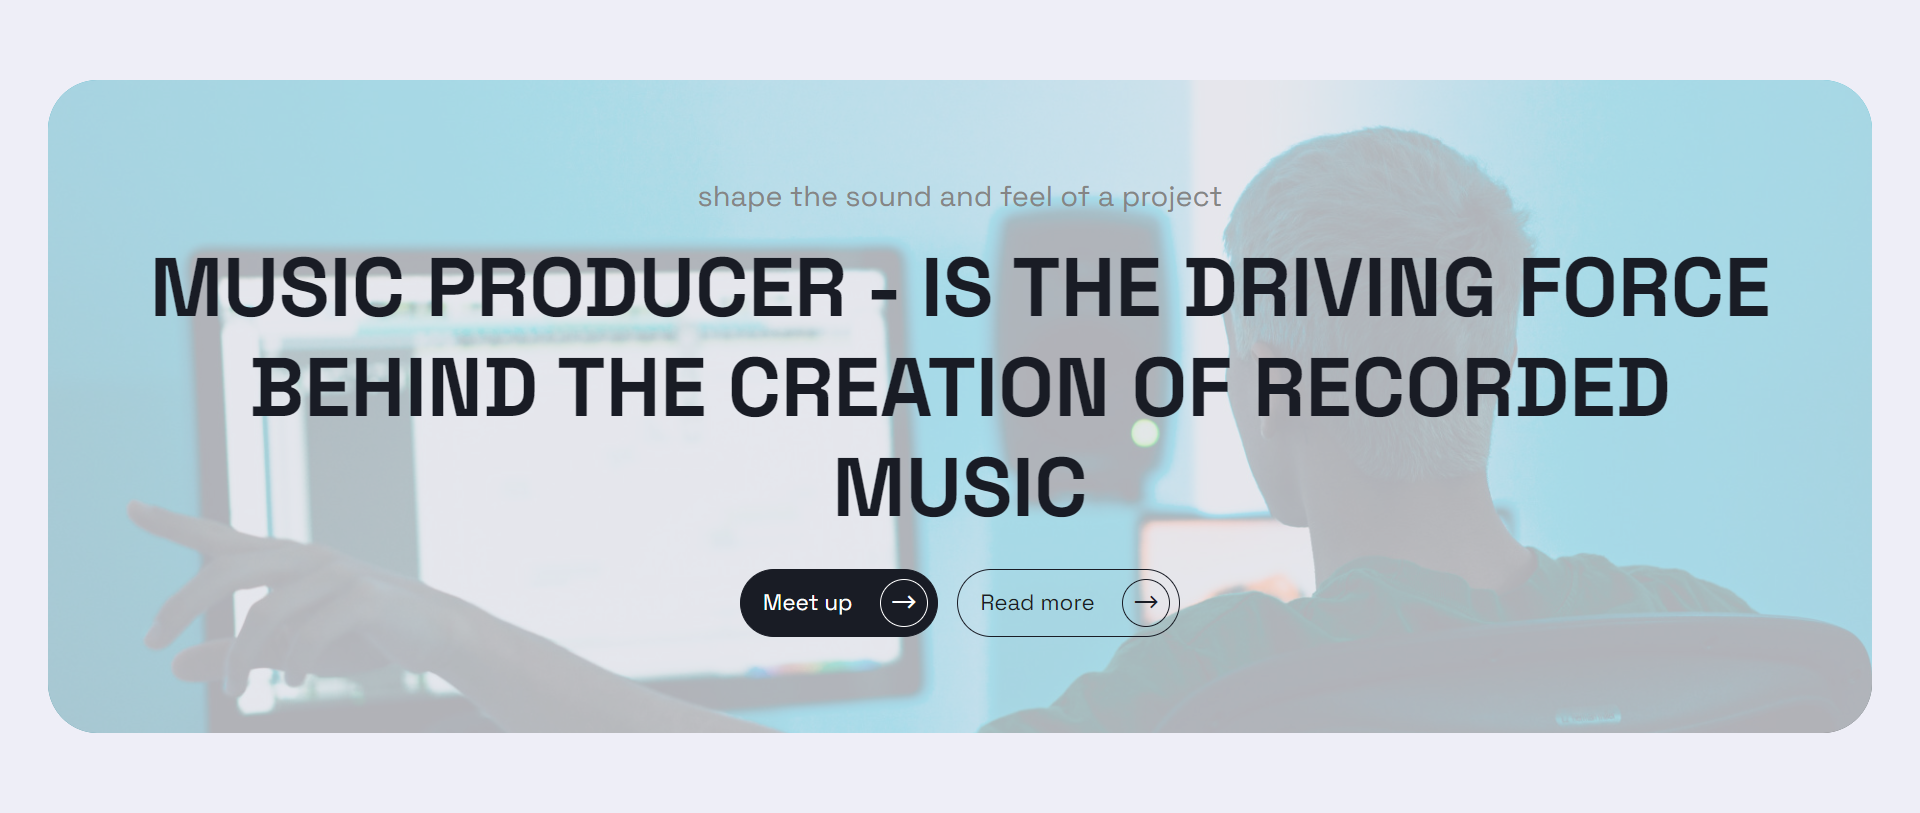 shape the sound and feel of a project
MUSIC PRODUCER - IS THE DRIVING FORCE
BEHIND THE CREATION OF RECORDED
MUSIC
Meet up
Read more